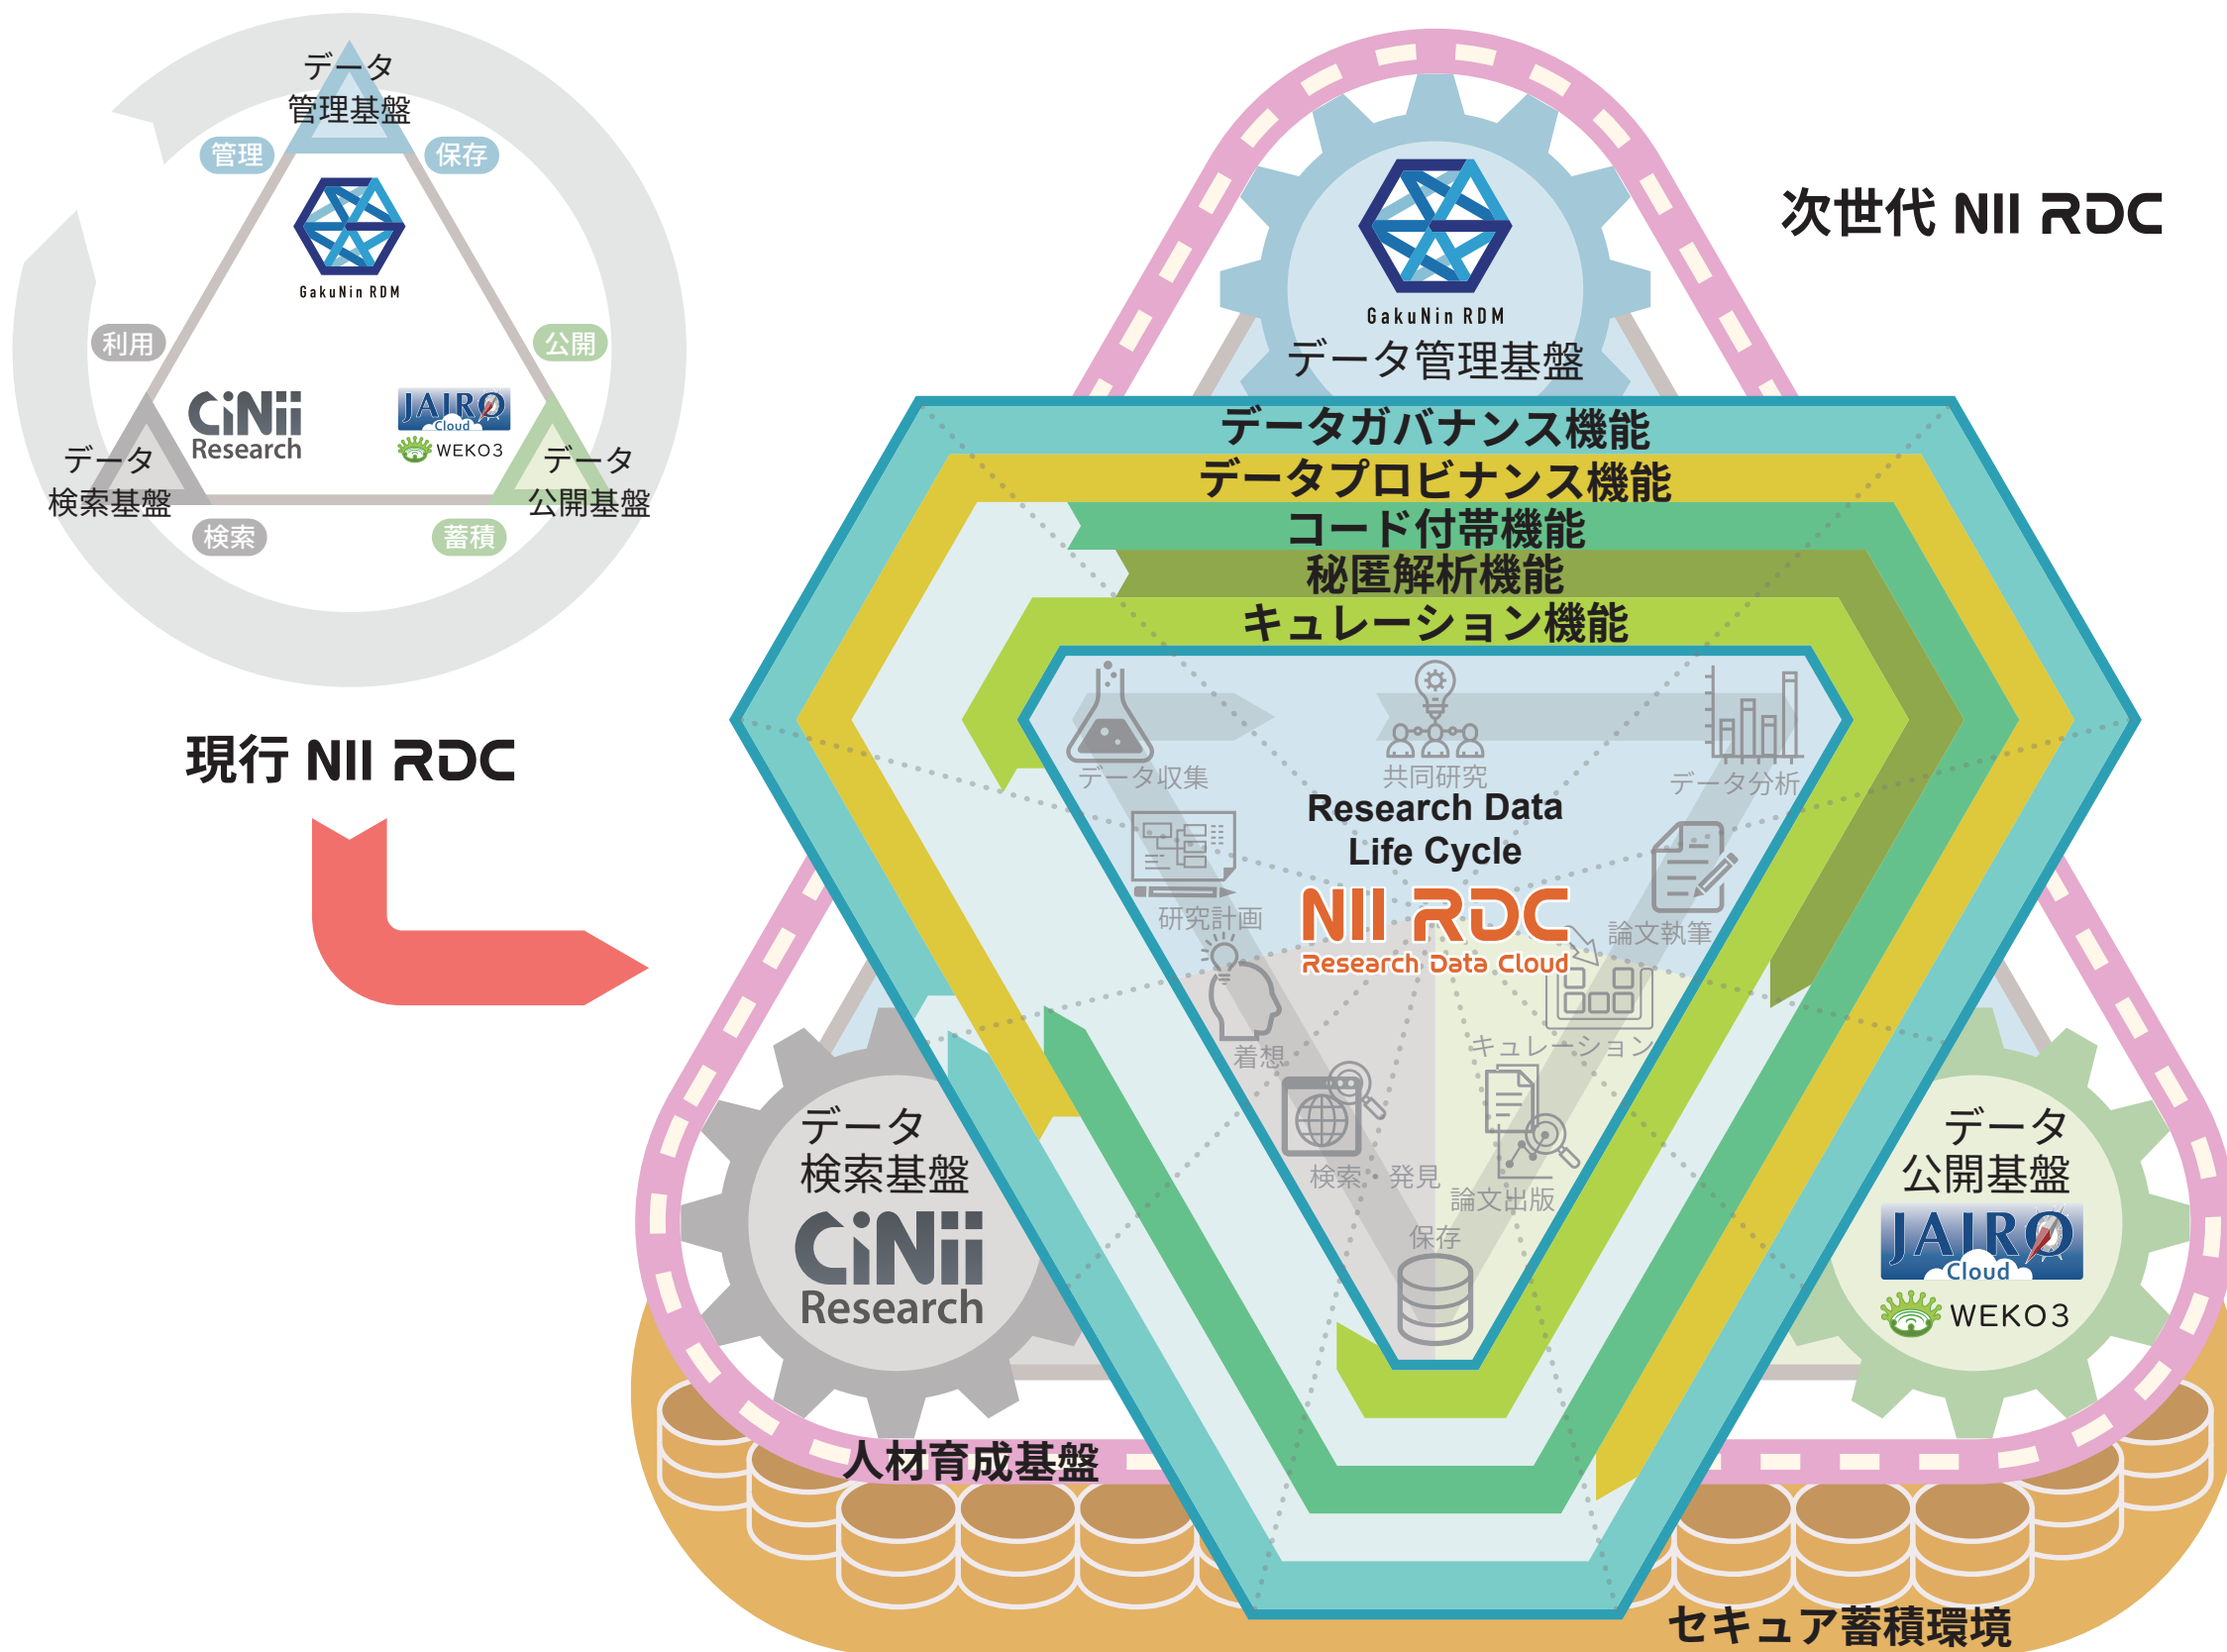 データ
管理基盤
管理
保存
GakuNin RDM
利用
公開
CiNii
Research
JAIRO
Cloud
WEKO3
データ
検索基盤
データ
公開基盤
検索
蓄積
現行 NII RDC
次世代 NII RDC
GakuNin RDM
データ管理基盤
データガバナンス機能
データプロビナンス機能
コード付帯機能
秘匿解析機能
キュレーション機能
データ収集
共同研究
データ分析
Research Data
Life Cycle
NII RDC
Research Data Cloud
研究計画
論文執筆
着想
キュレーション
検索・発見
論文出版
保存
データ
検索基盤
CiNii
Research
データ
公開基盤
JAIRO
Cloud
WEKO3
人材育成基盤
セキュア蓄積環境